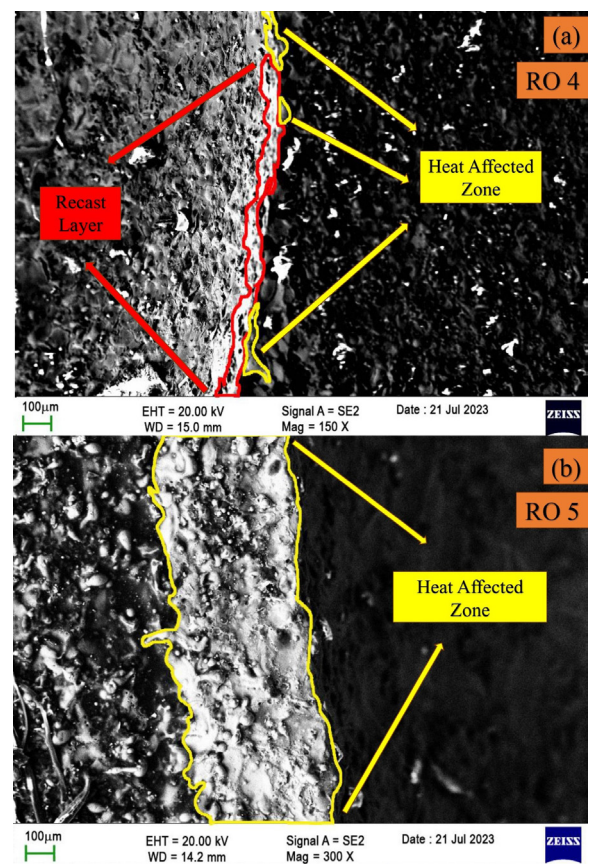 (a)
RO 4
Heat Affected
Zone
Recast
Layer
100μm
EHT = 20.00 kV
Signal A = SE2
Date : 21 Jul 2023
WD = 15.0 mm
Mag = 150 X
ZEISS
(b)
RO 5
Heat Affected
Zone
100μm
EHT = 20.00 kV
Signal A = SE2
Date : 21 Jul 2023
WD = 14.2 mm
Mag = 300 X
ZEISS